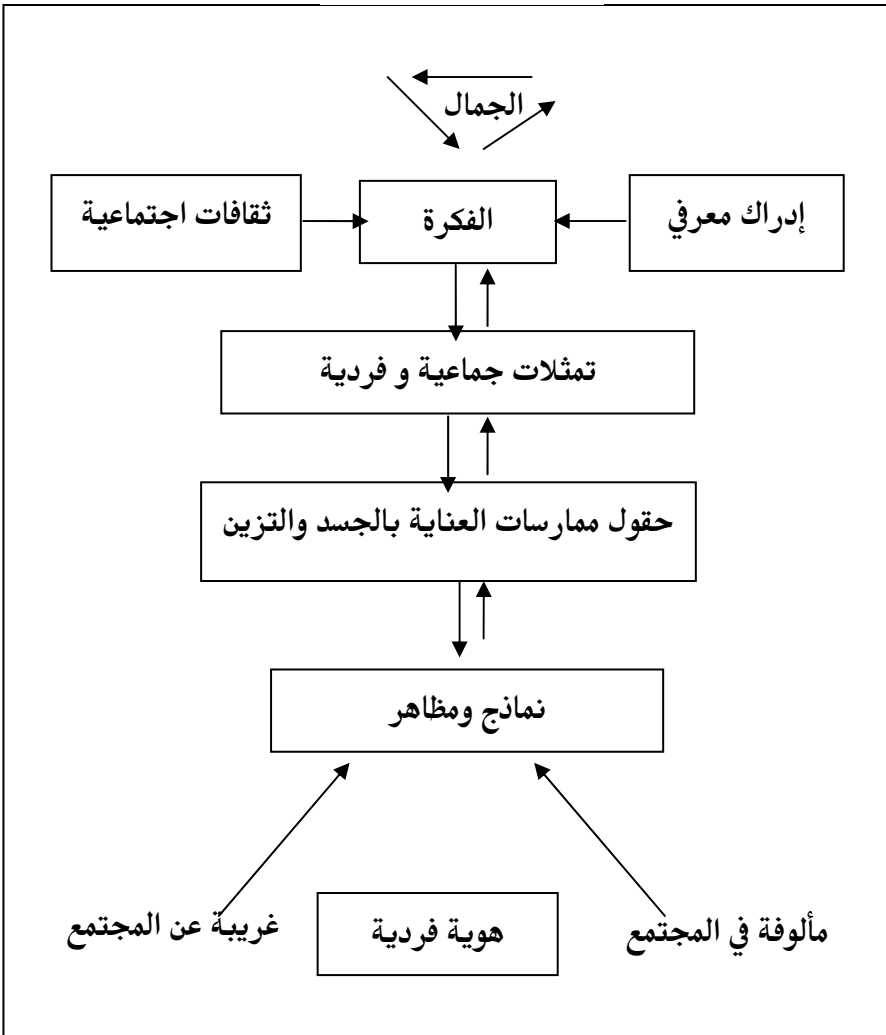 الجمال
إدراك معرفي
الفكرة
ثقافات اجتماعية
تمثلات جماعية و فردية
حقول ممارسات العناية بالجسد والتزين
نماذج ومظاهر
مألوفة في المجتمع
هوية فردية
غريبة عن المجتمع